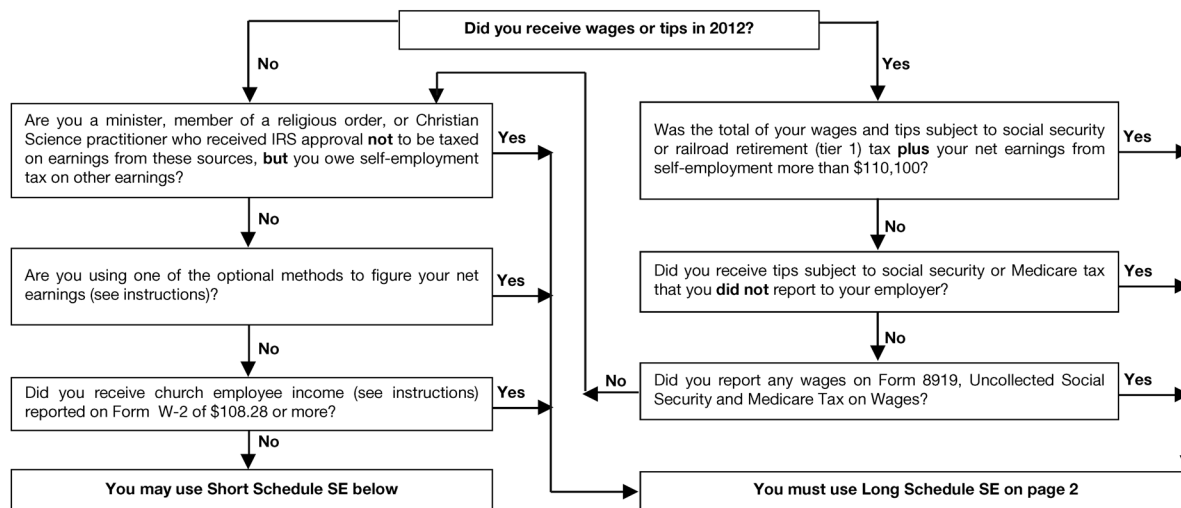 Did you receive wages or tips in 2012?
No
Yes
Are you a minister, member of a religious order, or Christian
Science practitioner who received IRS approval not to be taxed
on earnings from these sources, but you owe self-employment
tax on other earnings?
Yes
Was the total of your wages and tips subject to social security
or railroad retirement (tier 1) tax plus your net earnings from
self-employment more than $110,100?
Yes
No
No
Are you using one of the optional methods to figure your net
earnings (see instructions)?
Yes
Did you receive tips subject to social security or Medicare tax
that you did not report to your employer?
Yes
No
No
Did you receive church employee income (see instructions)
reported on Form W-2 of $108.28 or more?
Yes
No
Did you report any wages on Form 8919, Uncollected Social
Security and Medicare Tax on Wages?
Yes
No
You may use Short Schedule SE below
You must use Long Schedule SE on page 2